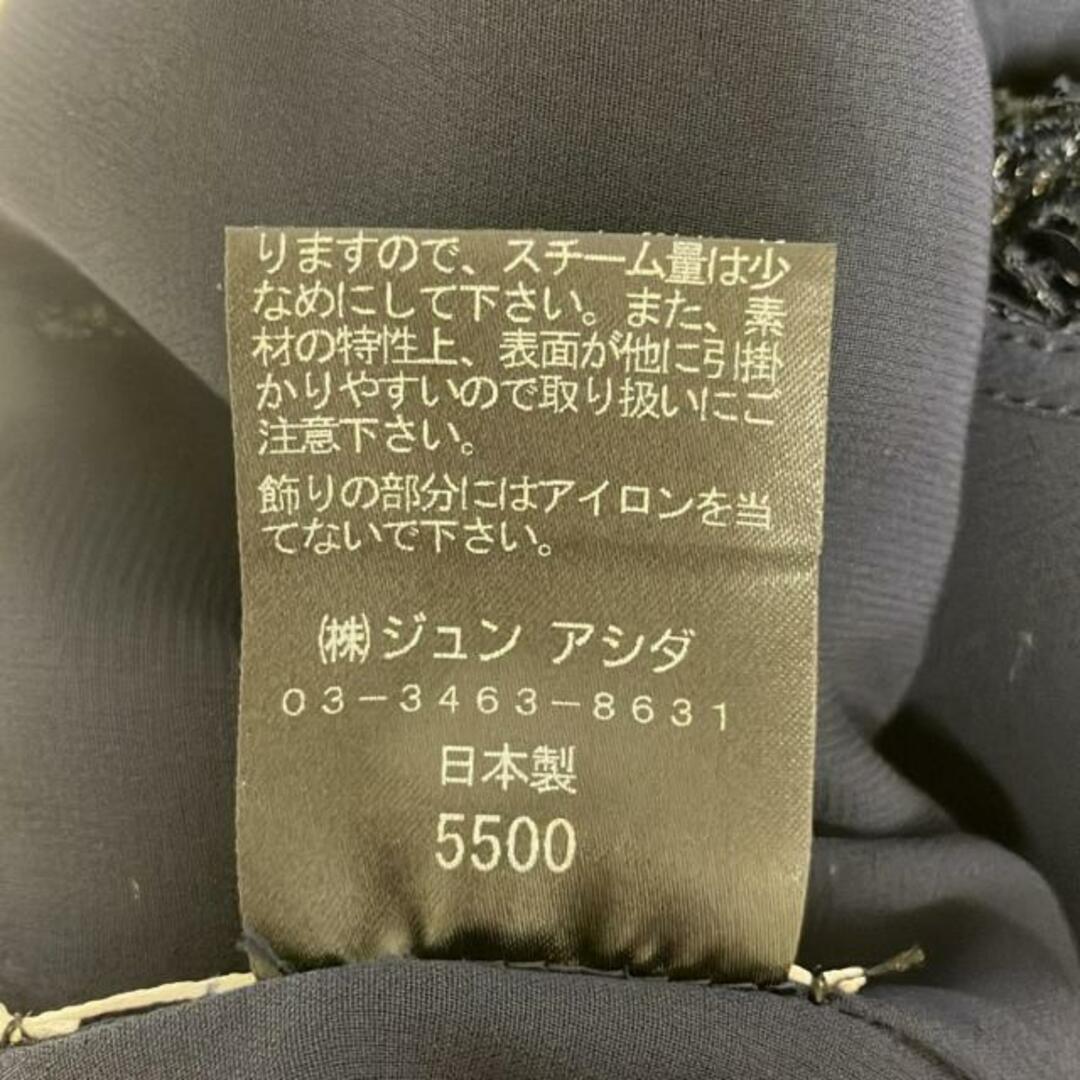 りますので、スチーム量は少
なめにして下さい。また、素
材の特性上、表面が他に引掛
かりやすいので取り扱いにご
注意下さい。
飾りの部分にはアイロンを当
てないで下さい。
㈱ジュン アシダ
03-3463-8631
日本製
5500